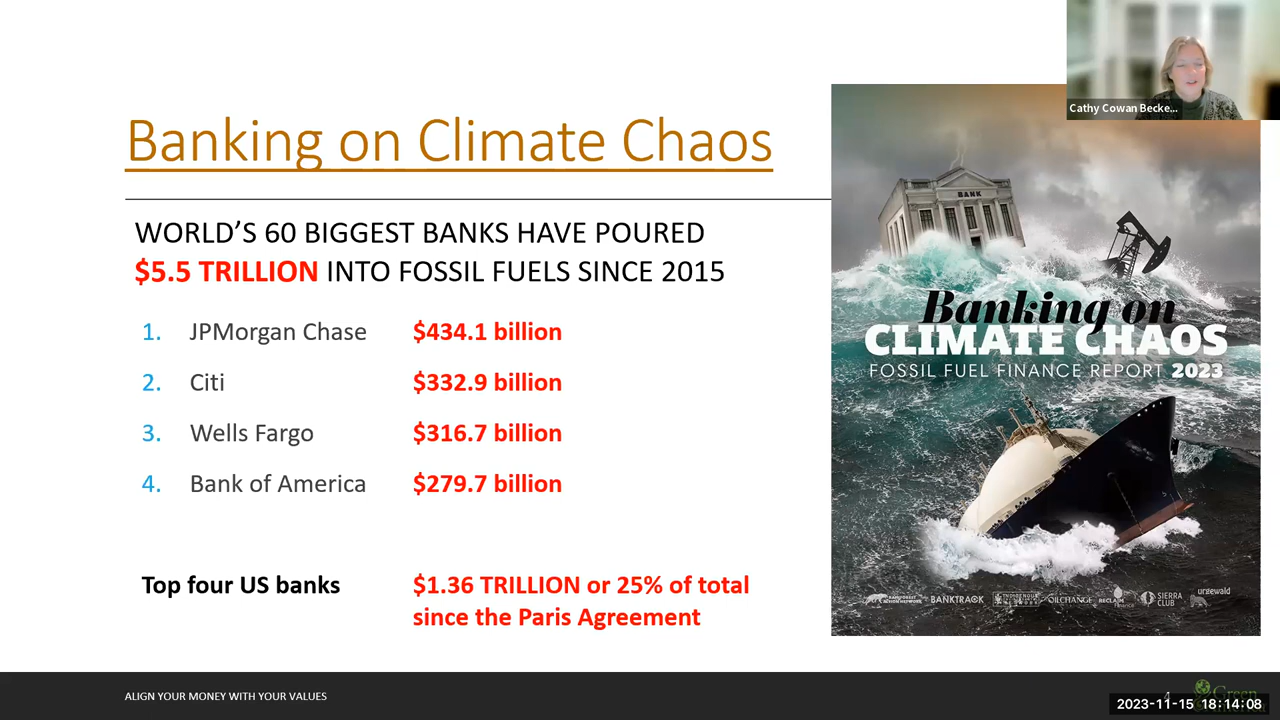 Cathy Cowan Becke...
Banking on Climate Chaos
WORLD'S 60 BIGGEST BANKS HAVE POURED
$5.5 TRILLION INTO FOSSIL FUELS SINCE 2015
1. JPMorgan Chase $434.1 billion
2. Citi $332.9 billion
3. Wells Fargo $316.7 billion
4. Bank of America $279.7 billion
Top four US banks $1.36 TRILLION or 25% of total
since the Paris Agreement
BANK
Banking on
CLIMATE CHAOS
FOSSIL FUEL FINANCE REPORT 2023
BANKTRACK
OILCHANGE
SIERRA
CLUB
urgewald
ALIGN YOUR MONEY WITH YOUR VALUES
4
Green
2023-11-15 18:14:08